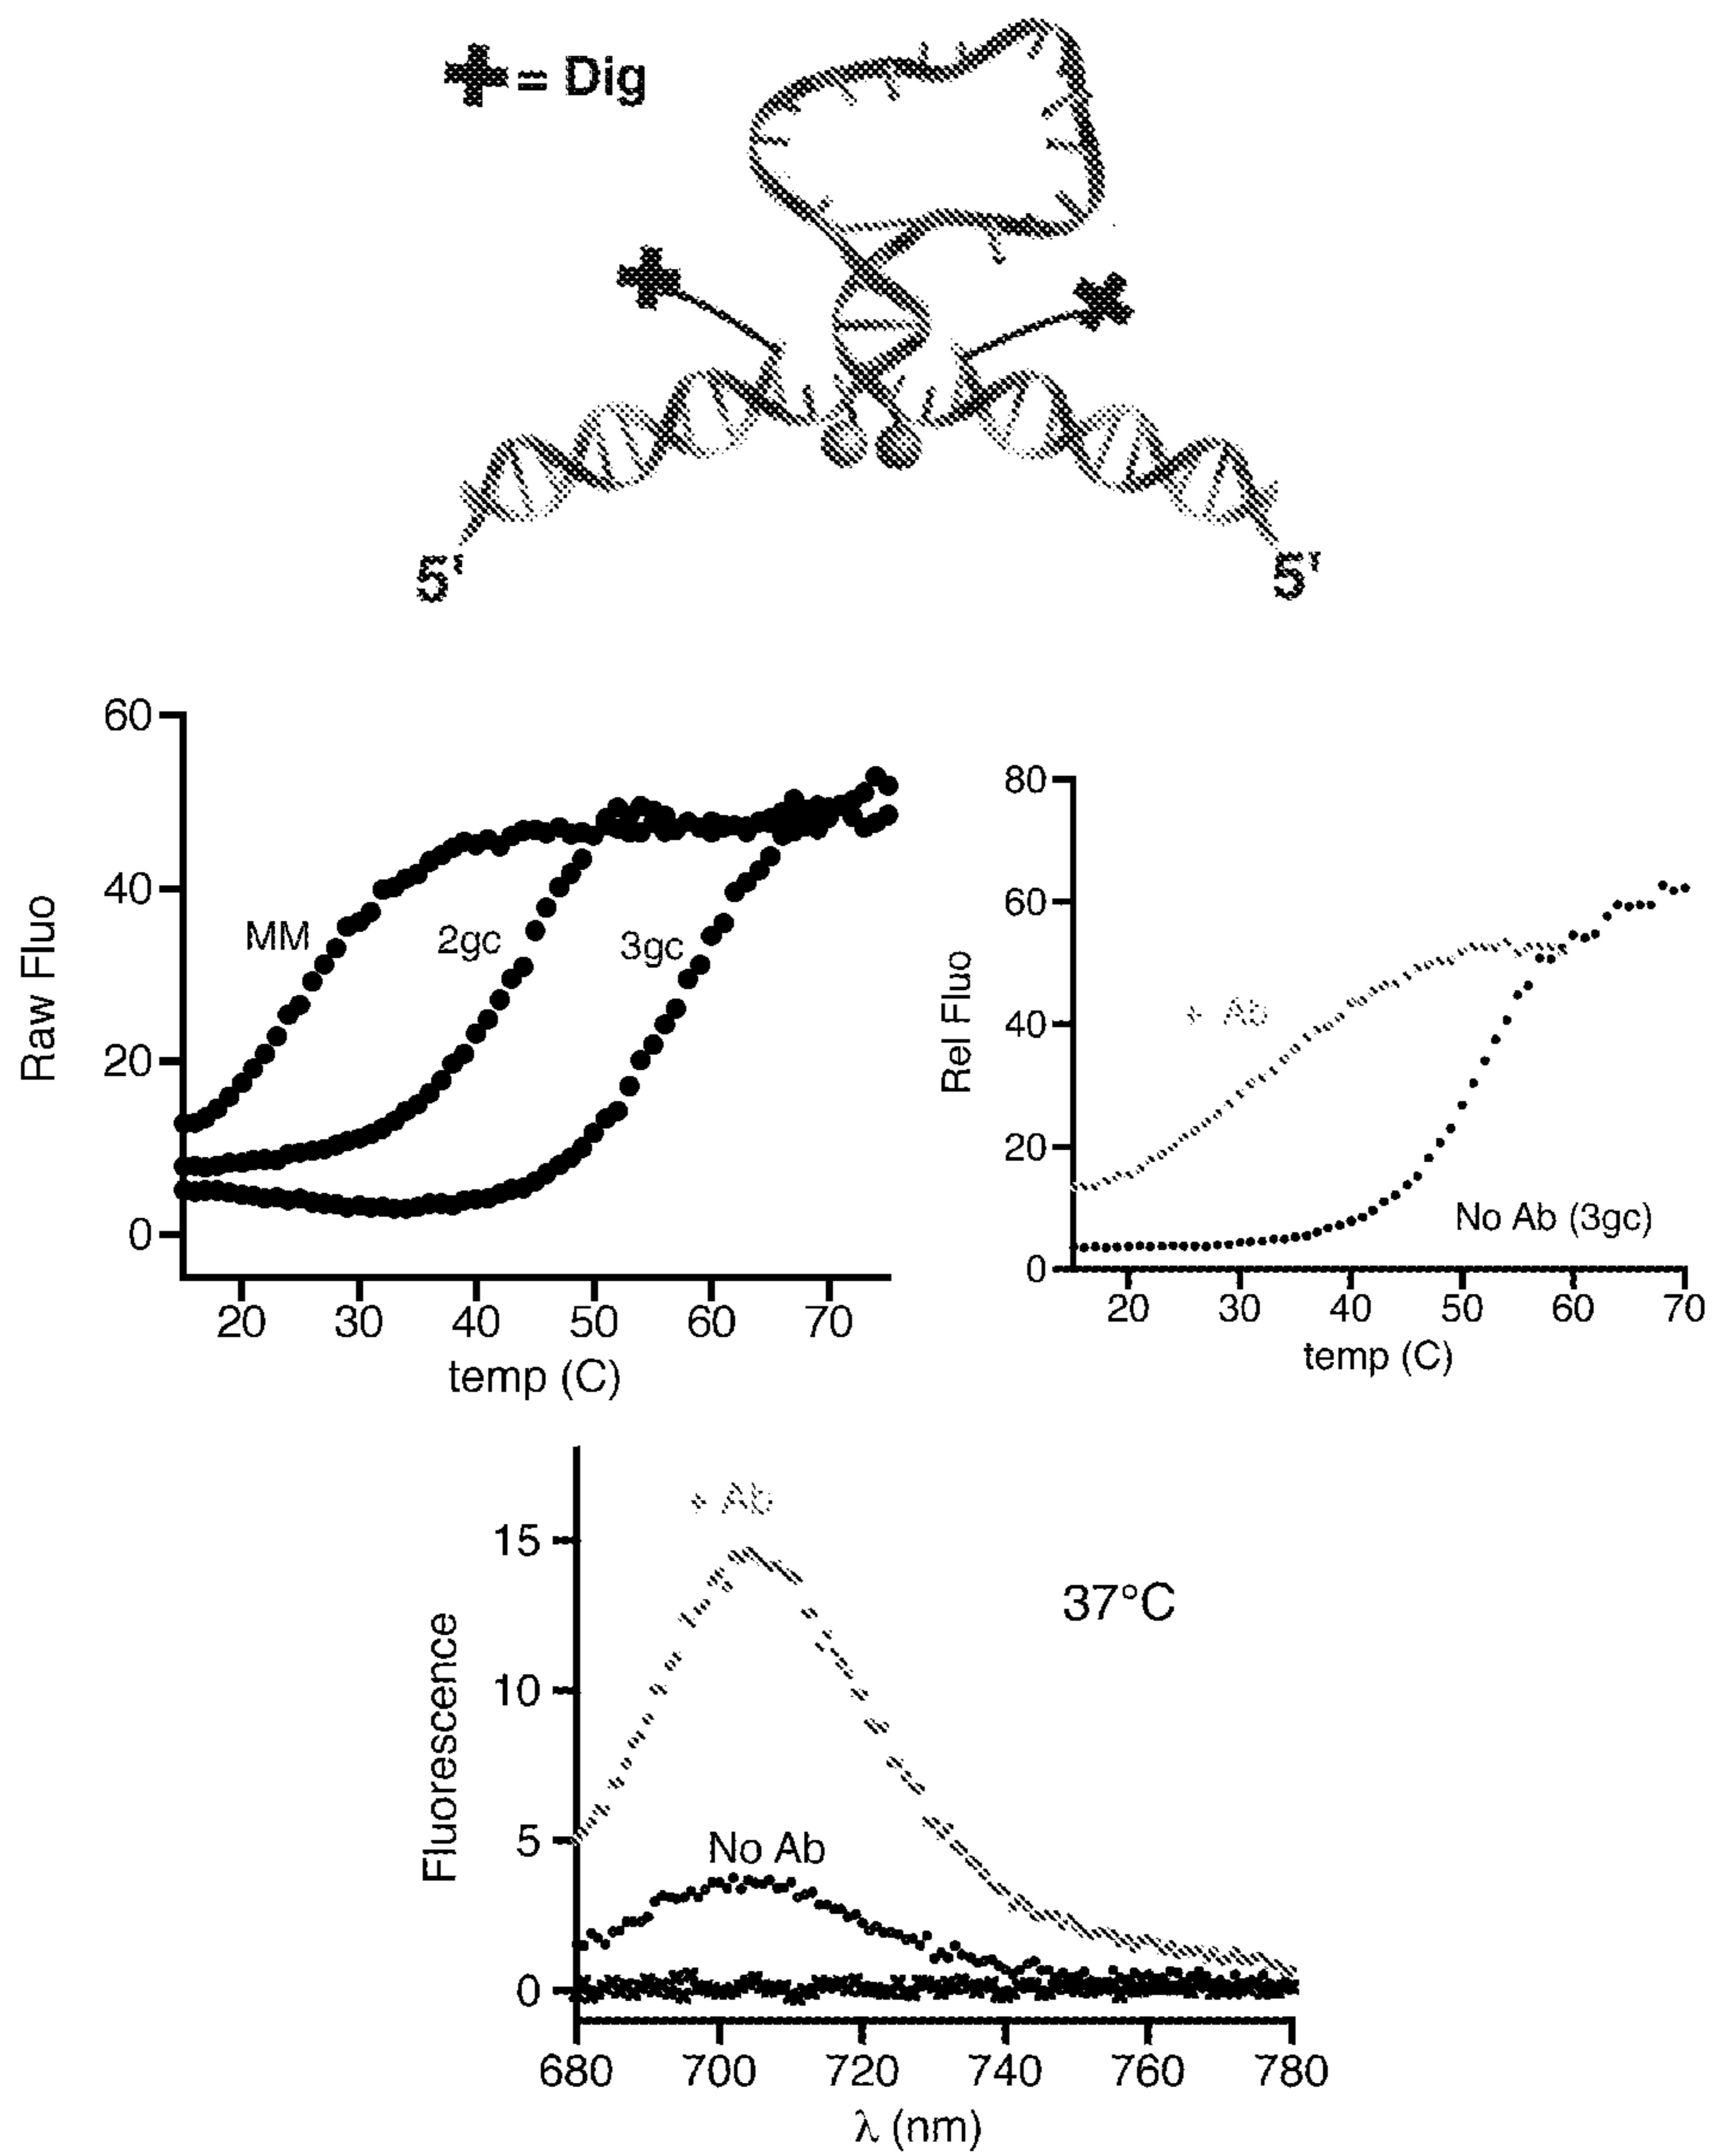 = Dig
5' 5'
60
40
20
0
Raw Fluo
MM 2gc 3gc
20 30 40 50 60 70
temp (C)
80
60
40
20
0
Rel Fluo
+ Ab
No Ab (3gc)
20 30 40 50 60 70
temp (C)
15
10
5
0
Fluorescence
+ Ab
37°C
No Ab
680 700 720 740 760 780
λ (nm)